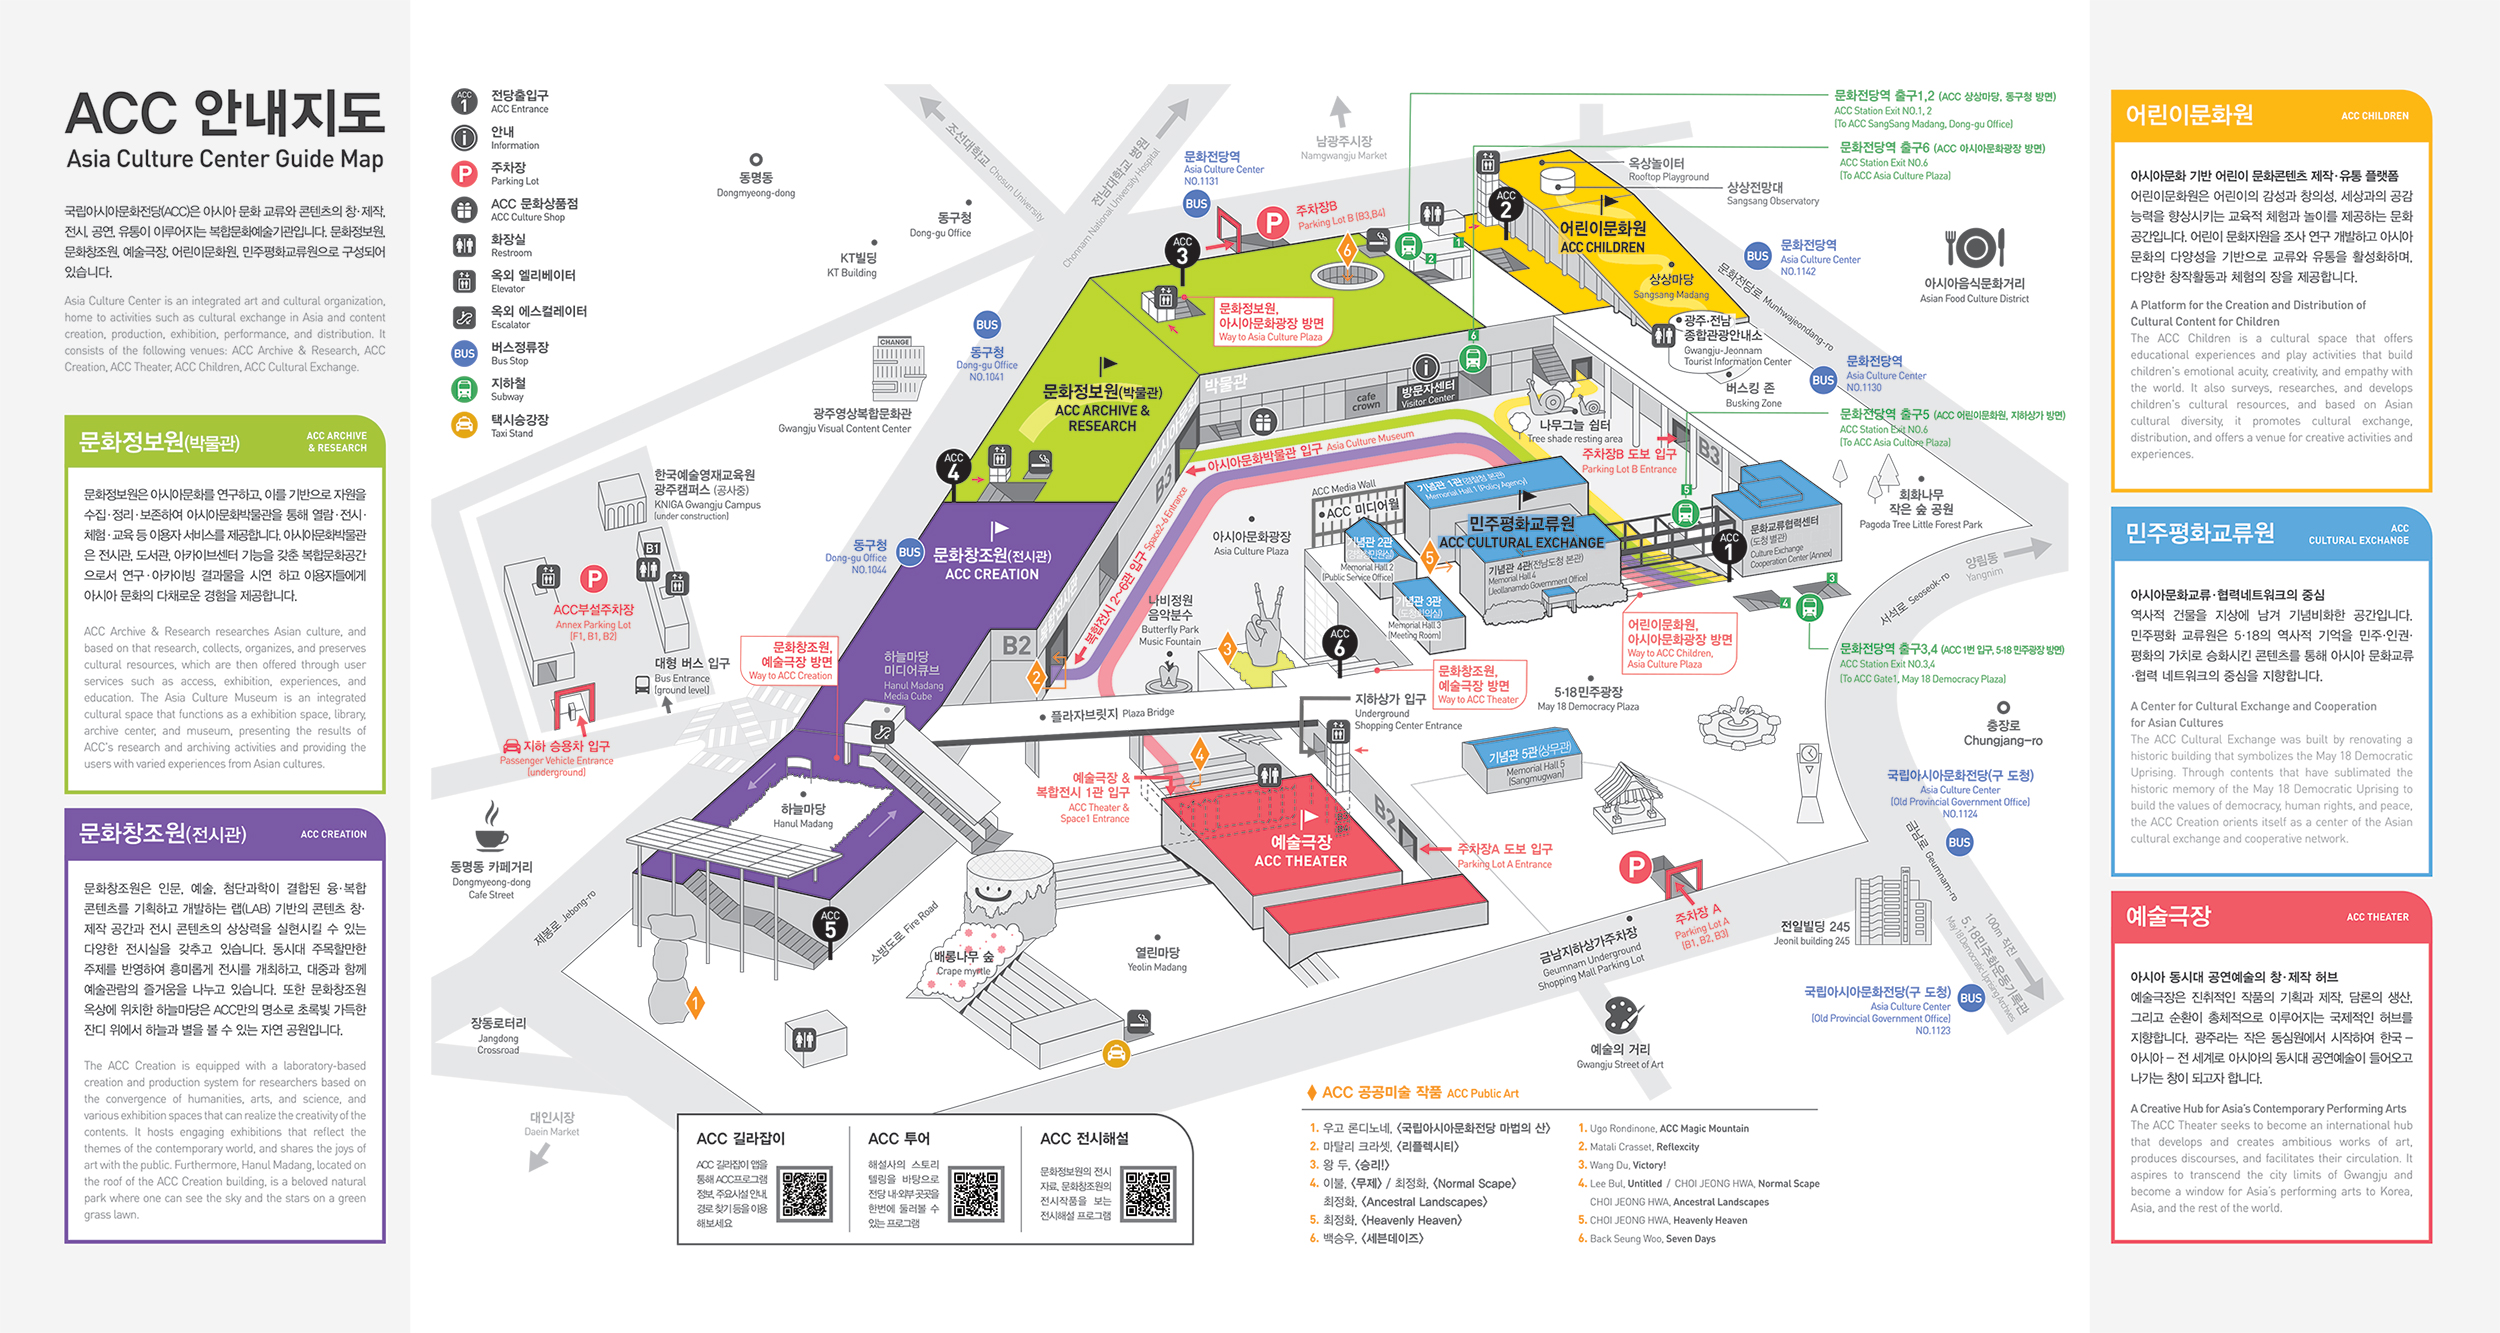 ACC 안내지도
Asia Culture Center Guide Map
국립아시아문화전당(ACC)은 아시아 문화 교류와 콘텐츠의 창·제작,
전시, 공연, 유통이 이루어지는 복합문화예술기관입니다. 문화정보원,
문화창조원, 예술극장, 어린이문화원, 민주평화교류원으로 구성되어
있습니다.
Asia Culture Center is an integrated art and cultural organization,
home to activities such as cultural exchange in Asia and content
creation, production, exhibition, performance, and distribution. It
consists of the following venues: ACC Archive & Research, ACC
Creation, ACC Theater, ACC Children, ACC Cultural Exchange.
문화정보원(박물관)
ACC ARCHIVE
& RESEARCH
문화정보원은 아시아문화를 연구하고, 이를 기반으로 자원을
수집·정리·보존하여 아시아문화박물관을 통해 열람·전시·
체험·교육 등 이용자 서비스를 제공합니다. 아시아문화박물관
은 전시관, 도서관, 아카이브센터 기능을 갖춘 복합문화공간
으로서 연구·아카이빙 결과물을 시연 하고 이용자들에게
아시아 문화의 다채로운 경험을 제공합니다.
ACC Archive & Research researches Asian culture, and
based on that research, collects, organizes, and preserves
cultural resources, which are then offered through user
services such as access, exhibition, experiences, and
education. The Asia Culture Museum is an integrated
cultural space that functions as a exhibition space, library,
archive center, and museum, presenting the results of
ACC's research and archiving activities and providing the
users with varied experiences from Asian cultures.
문화창조원(전시관)
ACC CREATION
문화창조원은 인문, 예술, 첨단과학이 결합된 융·복합
콘텐츠를 기획하고 개발하는 랩(LAB) 기반의 콘텐츠 창·
제작 공간과 전시 콘텐츠의 상상력을 실현시킬 수 있는
다양한 전시실을 갖추고 있습니다. 동시대 주목할만한
주제를 반영하여 흥미롭게 전시를 개최하고, 대중과 함께
예술관람의 즐거움을 나누고 있습니다. 또한 문화창조원
옥상에 위치한 하늘마당은 ACC만의 명소로 초록빛 가득한
잔디 위에서 하늘과 별을 볼 수 있는 자연 공원입니다.
The ACC Creation is equipped with a laboratory-based
creation and production system for researchers based on
the convergence of humanities, arts, and science, and
various exhibition spaces that can realize the creativity of the
contents. It hosts engaging exhibitions that reflect the
themes of the contemporary world, and shares the joys of
art with the public. Furthermore, Hanul Madang, located on
the roof of the ACC Creation building, is a beloved natural
park where one can see the sky and the stars on a green
grass lawn.
ACC 1
전당출입구
ACC Entrance
안내
Information
P
주차장
Parking Lot
ACC 문화상품점
ACC Culture Shop
화장실
Restroom
옥외 엘리베이터
Elevator
옥외 에스컬레이터
Escalator
BUS
버스정류장
Bus Stop
지하철
Subway
택시승강장
Taxi Stand
동명동
Dongmyeong-dong
동구청
Dong-gu Office
KT빌딩
KT Building
조선대학교 Chosun University
전남대학교 병원
Chonnam National University Hospital
남광주시장
Namgwangju Market
문화전당역
Asia Culture Center
NO.1131
BUS
P
주차장B
Parking Lot B (B3,B4)
문화전당역 출구1,2 (ACC 상상마당, 동구청 방면)
ACC Station Exit NO.1, 2
(To ACC SangSang Madang, Dong-gu Office)
문화전당역 출구6 (ACC 아시아문화광장 방면)
ACC Station Exit NO.6
(To ACC Asia Culture Plaza)
옥상놀이터
Rooftop Playground
상상전망대
Sangsang Observatory
ACC 2
어린이문화원
ACC CHILDREN
상상마당
Sangsang Madang
광주·전남
종합관광안내소
Gwangju-Jeonnam
Tourist Information Center
버스킹 존
Busking Zone
BUS
문화전당역
Asia Culture Center
NO.1142
문화전당로 Munhwajeondang-ro
아시아음식문화거리
Asian Food Culture District
BUS
문화전당역
Asia Culture Center
NO.1130
문화전당역 출구5 (ACC 어린이문화원, 지하상가 방면)
ACC Station Exit NO.6
(To ACC Asia Culture Plaza)
ACC 3
6
1
2
문화정보원,
아시아문화광장 방면
Way to Asia Culture Plaza
BUS
동구청
Dong-gu Office
NO.1041
CHANGE
광주영상복합문화관
Gwangju Visual Content Center
문화정보원(박물관)
ACC ARCHIVE &
RESEARCH
박물관
cafe
crown
방문자센터
Visitor Center
6
나무그늘 쉼터
Tree shade resting area
주차장B 도보 입구
Parking Lot B Entrance
B3
B3
아시아문화박물관 입구 Asia Culture Museum
복합전시 2~6관 입구 Space2-6 Entrance
ACC 4
한국예술영재교육원
광주캠퍼스 (공사중)
KNIGA Gwangju Campus
(under construction)
B1
P
ACC부설주차장
Annex Parking Lot
(F1, B1, B2)
대형 버스 입구
Bus Entrance
(ground level)
지하 승용차 입구
Passenger Vehicle Entrance
(underground)
동구청
Dong-gu Office
NO.1044
BUS
문화창조원(전시관)
ACC CREATION
문화창조원,
예술극장 방면
Way to ACC Creation
하늘마당
미디어큐브
Hanul Madang
Media Cube
B2
2
아시아문화광장
Asia Culture Plaza
나비정원
음악분수
Butterfly Park
Music Fountain
3
ACC Media Wall
ACC 미디어월
기념관 1관(경찰청 본관)
Memorial Hall 1 (Policy Agency)
민주평화교류원
ACC CULTURAL EXCHANGE
기념관 2관
(경찰청민원실)
Memorial Hall 2
(Public Service Office)
5
기념관 3관
(도청회의실)
Memorial Hall 3
(Meeting Room)
기념관 4관(전남도청 본관)
Memorial Hall 4
(Jeollanamdo Government Office)
5
ACC 1
문화교류협력센터
(도청 별관)
Culture Exchange
Cooperation Center (Annex)
회화나무
작은 숲 공원
Pagoda Tree Little Forest Park
양림동
Yangnim
서석로 Seoseok-ro
3
4
문화전당역 출구3,4 (ACC 1번 입구, 5·18 민주광장 방면)
ACC Station Exit NO.3,4
(To ACC Gate1, May 18 Democracy Plaza)
어린이문화원,
아시아문화광장 방면
Way to ACC Children,
Asia Culture Plaza
ACC 6
문화창조원,
예술극장 방면
Way to ACC Theater
5·18민주광장
May 18 Democracy Plaza
플라자브릿지 Plaza Bridge
지하상가 입구
Underground
Shopping Center Entrance
4
예술극장 &
복합전시 1관 입구
ACC Theater &
Space1 Entrance
기념관 5관(상무관)
Memorial Hall 5
(Sangmugwan)
예술극장
ACC THEATER
B2
주차장A 도보 입구
Parking Lot A Entrance
충장로
Chungjang-ro
국립아시아문화전당(구 도청)
Asia Culture Center
(Old Provincial Government Office)
NO.1124
BUS
금남로 Geumnam-ro
하늘마당
Hanul Madang
동명동 카페거리
Dongmyeong-dong
Cafe Street
제봉로 Jebong-ro
ACC 5
1
소방도로 Fire Road
배롱나무 숲
Crape myrtle
열린마당
Yeolin Madang
P
주차장 A
Parking Lot A
(B1, B2, B3)
금남지하상가주차장
Geumnam Underground
Shopping Mall Parking Lot
전일빌딩 245
Jeonil building 245
100m 직진
5.18민주화운동기록관
May 18 Democratic Uprising Archives
국립아시아문화전당(구 도청)
Asia Culture Center
(Old Provincial Government Office)
NO.1123
BUS
예술의 거리
Gwangju Street of Art
장동로터리
Jangdong
Crossroad
대인시장
Daein Market
ACC 길라잡이
ACC 길라잡이 앱을
통해 ACC프로그램
정보, 주요시설 안내,
경로 찾기 등을 이용
해보세요
ACC 투어
해설사의 스토리
텔링을 바탕으로
전당 내·외부 곳곳을
한번에 둘러볼 수
있는 프로그램
ACC 전시해설
문화정보원의 전시
자료, 문화창조원의
전시작품을 보는
전시해설 프로그램
ACC 공공미술 작품 ACC Public Art
1. 우고 론디노네, 〈국립아시아문화전당 마법의 산〉
2. 마탈리 크라셋, 〈리플렉시티〉
3. 왕 두, 〈승리!〉
4. 이불, 〈무제〉 / 최정화, 〈Normal Scape〉
최정화, 〈Ancestral Landscapes〉
5. 최정화, 〈Heavenly Heaven〉
6. 백승우, 〈세븐데이즈〉
1. Ugo Rondinone, ACC Magic Mountain
2. Matali Crasset, Reflexcity
3. Wang Du, Victory!
4. Lee Bul, Untitled / CHOI JEONG HWA, Normal Scape
CHOI JEONG HWA, Ancestral Landscapes
5. CHOI JEONG HWA, Heavenly Heaven
6. Back Seung Woo, Seven Days
어린이문화원
ACC CHILDREN
아시아문화 기반 어린이 문화콘텐츠 제작·유통 플랫폼
어린이문화원은 어린이의 감성과 창의성, 세상과의 공감
능력을 향상시키는 교육적 체험과 놀이를 제공하는 문화
공간입니다. 어린이 문화자원을 조사 연구 개발하고 아시아
문화의 다양성을 기반으로 교류와 유통을 활성화하며,
다양한 창작활동과 체험의 장을 제공합니다.
A Platform for the Creation and Distribution of
Cultural Content for Children
The ACC Children is a cultural space that offers
educational experiences and play activities that build
children's emotional acuity, creativity, and empathy with
the world. It also surveys, researches, and develops
children's cultural resources, and based on Asian
cultural diversity, it promotes cultural exchange,
distribution, and offers a venue for creative activities and
experiences.
민주평화교류원
ACC
CULTURAL EXCHANGE
아시아문화교류·협력네트워크의 중심
역사적 건물을 지상에 남겨 기념비화한 공간입니다.
민주평화 교류원은 5·18의 역사적 기억을 민주·인권·
평화의 가치로 승화시킨 콘텐츠를 통해 아시아 문화교류
·협력 네트워크의 중심을 지향합니다.
A Center for Cultural Exchange and Cooperation
for Asian Cultures
The ACC Cultural Exchange was built by renovating a
historic building that symbolizes the May 18 Democratic
Uprising. Through contents that have sublimated the
historic memory of the May 18 Democratic Uprising to
build the values of democracy, human rights, and peace,
the ACC Creation orients itself as a center of the Asian
cultural exchange and cooperative network.
예술극장
ACC THEATER
아시아 동시대 공연예술의 창·제작 허브
예술극장은 진취적인 작품의 기획과 제작, 담론의 생산,
그리고 순환이 총체적으로 이루어지는 국제적인 허브를
지향합니다. 광주라는 작은 동심원에서 시작하여 한국 –
아시아 – 전 세계로 아시아의 동시대 공연예술이 들어오고
나가는 창이 되고자 합니다.
A Creative Hub for Asia's Contemporary Performing Arts
The ACC Theater seeks to become an international hub
that develops and creates ambitious works of art,
produces discourses, and facilitates their circulation. It
aspires to transcend the city limits of Gwangju and
become a window for Asia's performing arts to Korea,
Asia, and the rest of the world.